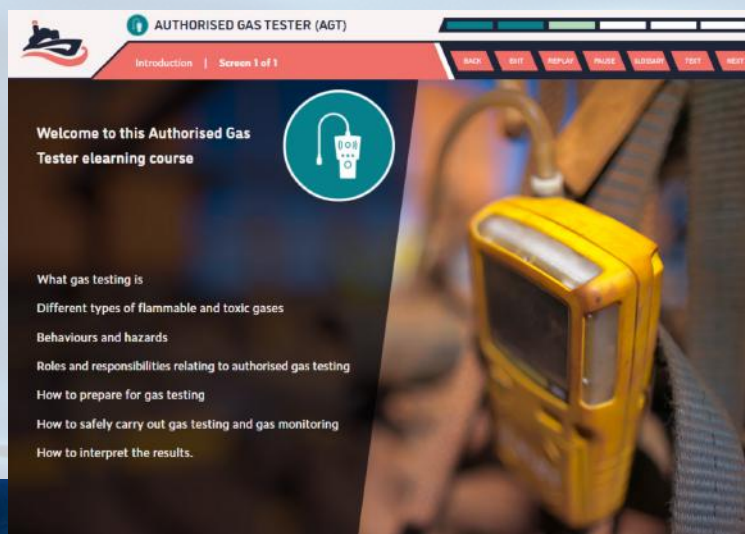 AUTHORISED GAS TESTER (AGT)
Introduction | Screen 1 of 1
BACK EXIT REPLAY PAUSE GLOSSARY TEXT NEXT
Welcome to this Authorised Gas
Tester elearning course
What gas testing is
Different types of flammable and toxic gases
Behaviours and hazards
Roles and responsibilities relating to authorised gas testing
How to prepare for gas testing
How to safely carry out gas testing and gas monitoring
How to interpret the results.